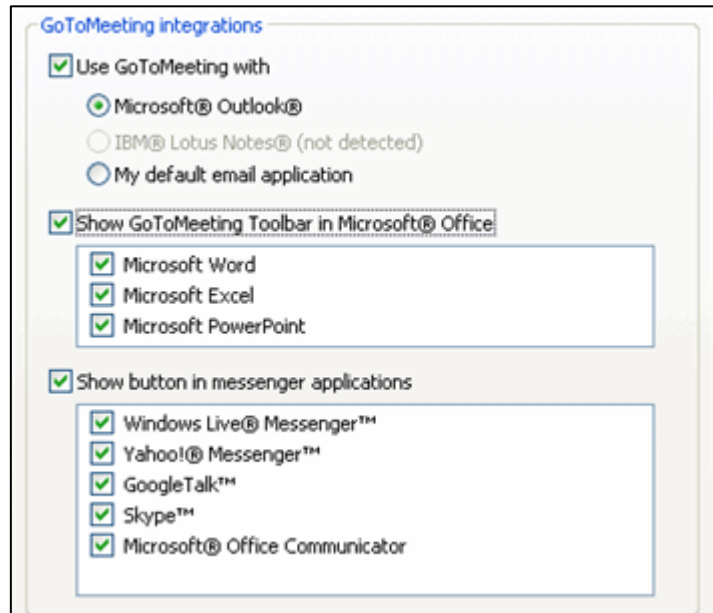 GoToMeeting integrations
Use GoToMeeting with
Microsoft® Outlook®
IBM® Lotus Notes® (not detected)
My default email application
Show GoToMeeting Toolbar in Microsoft® Office
Microsoft Word
Microsoft Excel
Microsoft PowerPoint
Show button in messenger applications
Windows Live® Messenger™
Yahoo!® Messenger™
GoogleTalk™
Skype™
Microsoft® Office Communicator